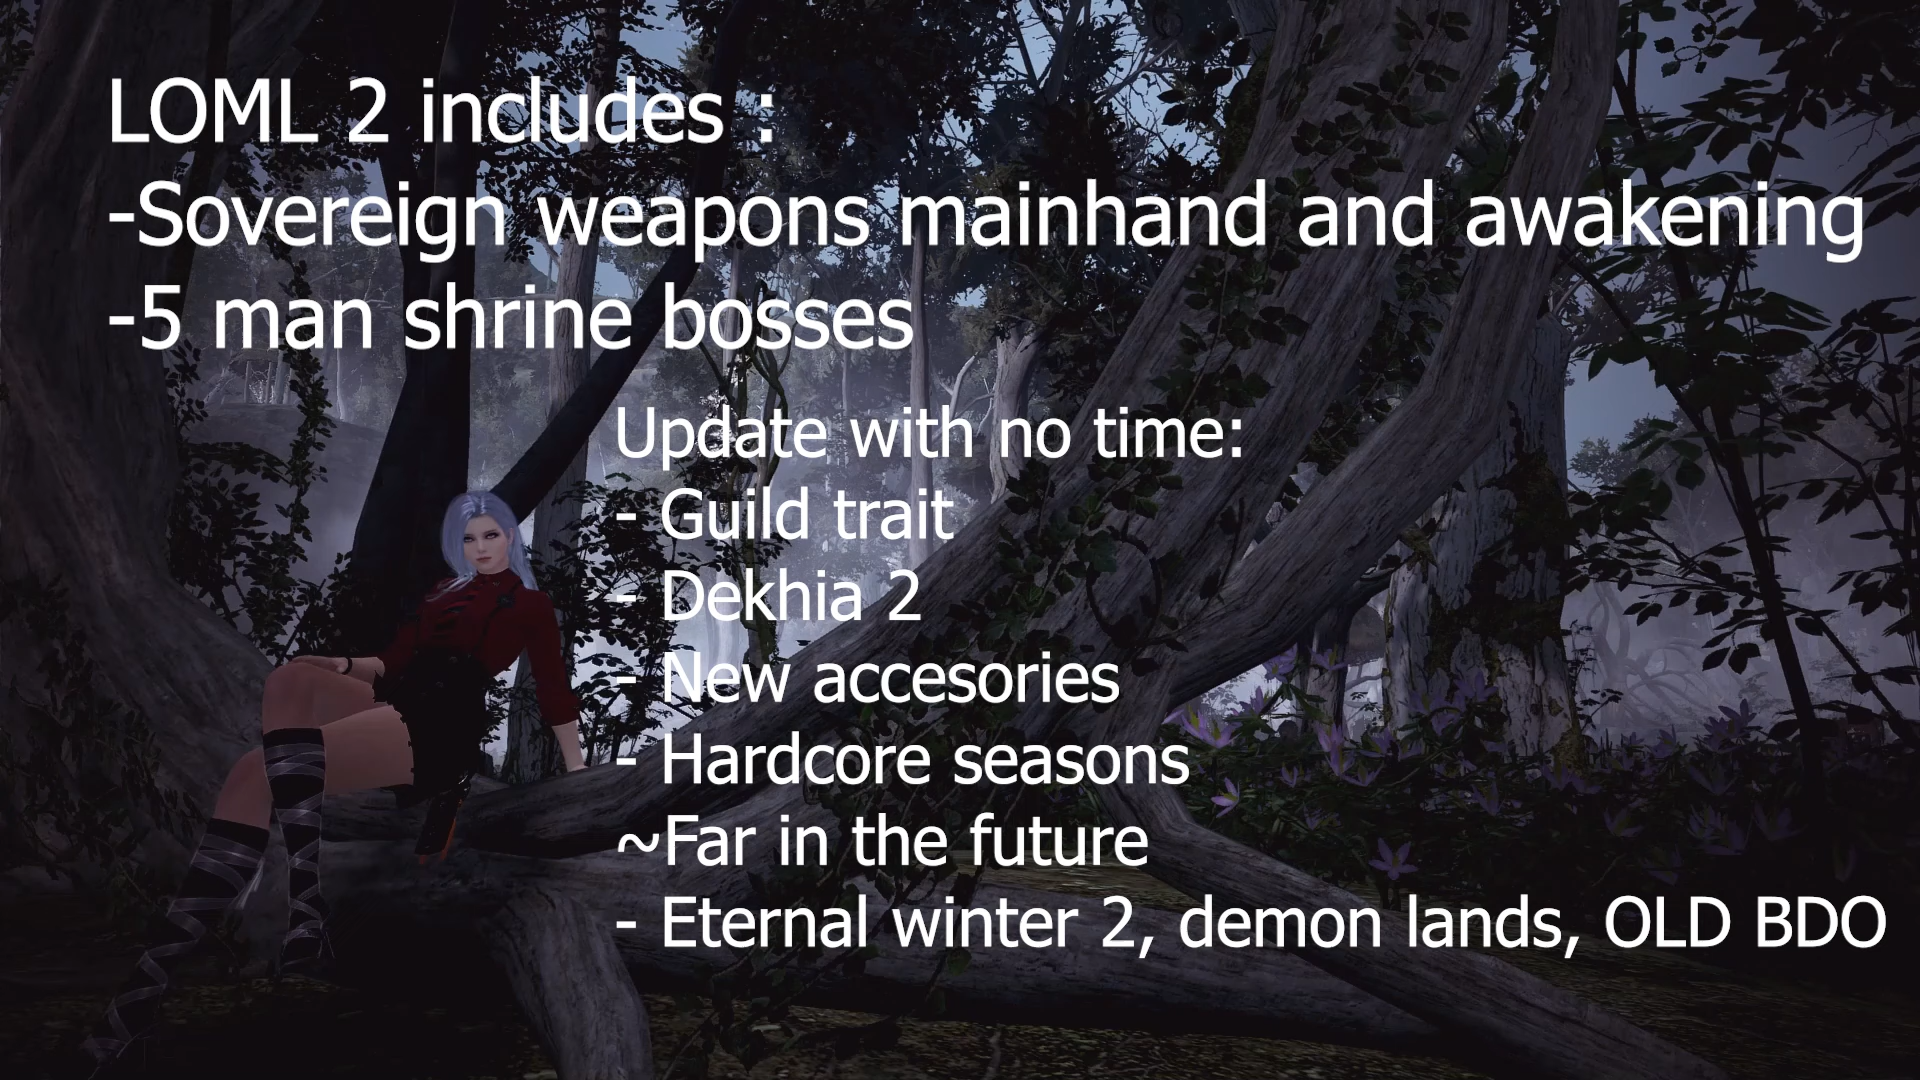 LOML 2 includes :
-Sovereign weapons mainhand and awakening
-5 man shrine bosses
Update with no time:
- Guild trait
- Dekhia 2
- New accesories
- Hardcore seasons
~Far in the future
- Eternal winter 2, demon lands, OLD BDO